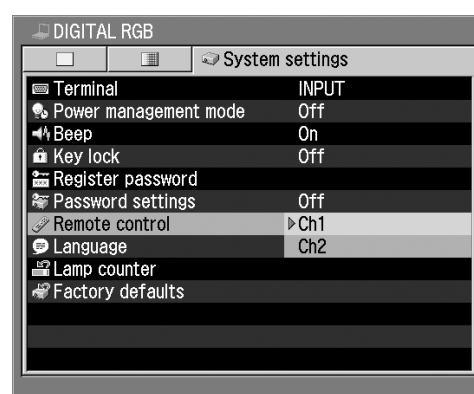 DIGITAL RGB
System settings
Terminal INPUT
Power management mode Off
Beep On
Key lock Off
Register password
Password settings Off
Remote control Ch1
Language Ch2
Lamp counter
Factory defaults